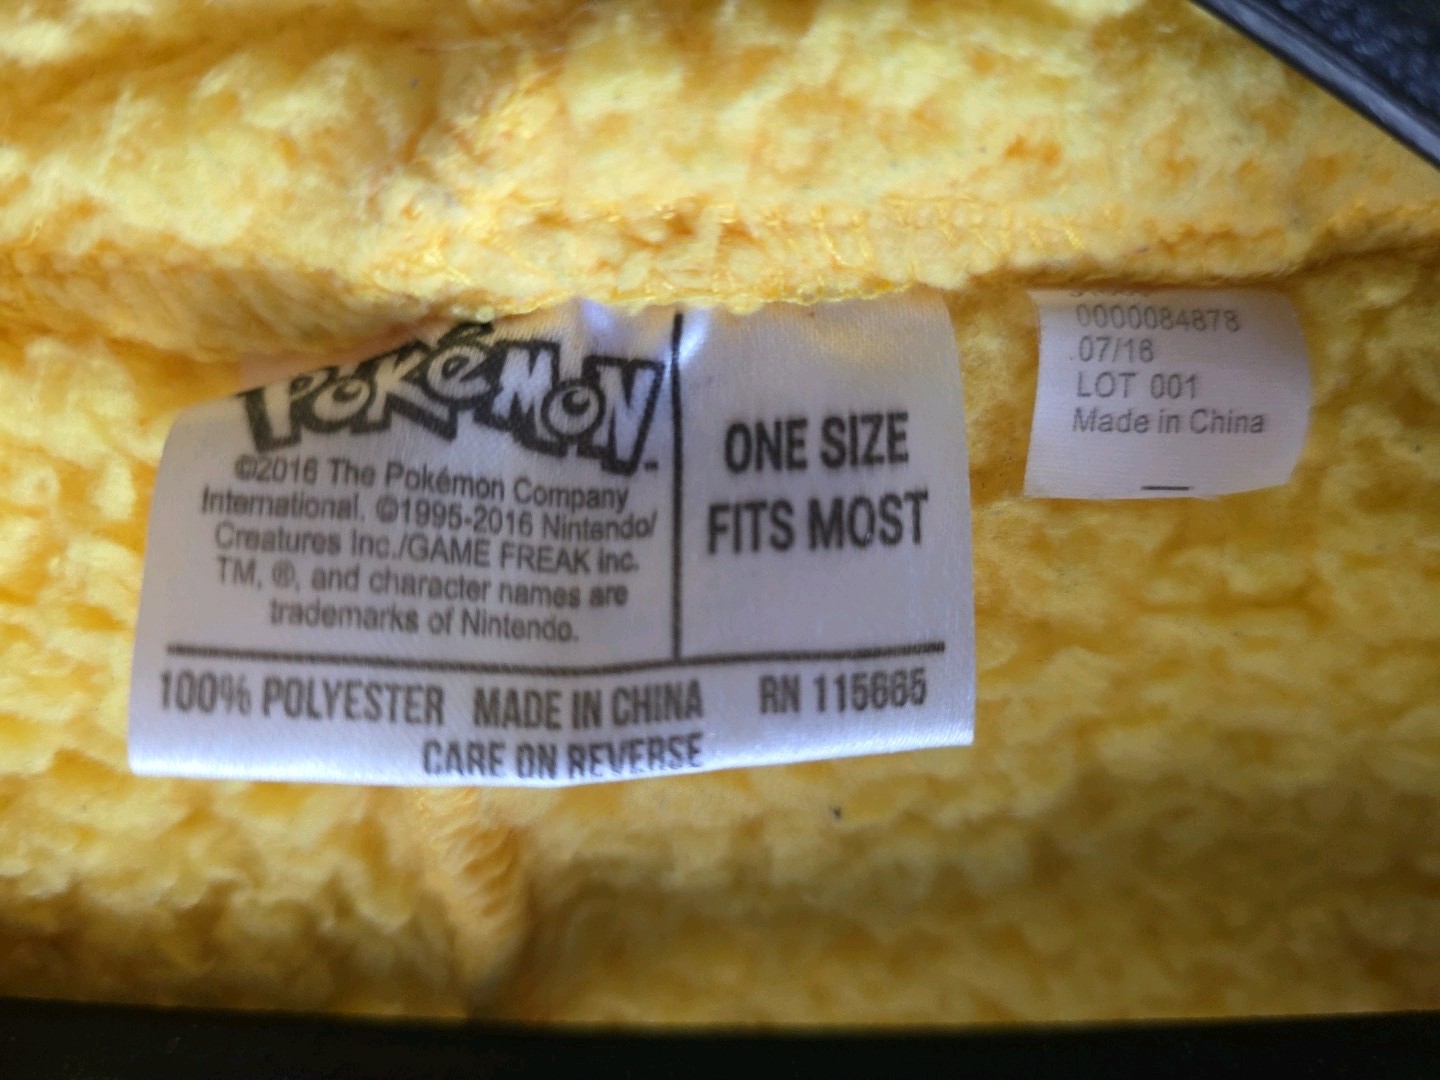 POKéMON
©2016 The Pokémon Company
International. ©1995-2016 Nintendo/
Creatures Inc./GAME FREAK inc.
TM, ®, and character names are
trademarks of Nintendo.
ONE SIZE
FITS MOST
100% POLYESTER MADE IN CHINA RN 115665
CARE ON REVERSE
0000084878
07/16
LOT 001
Made in China